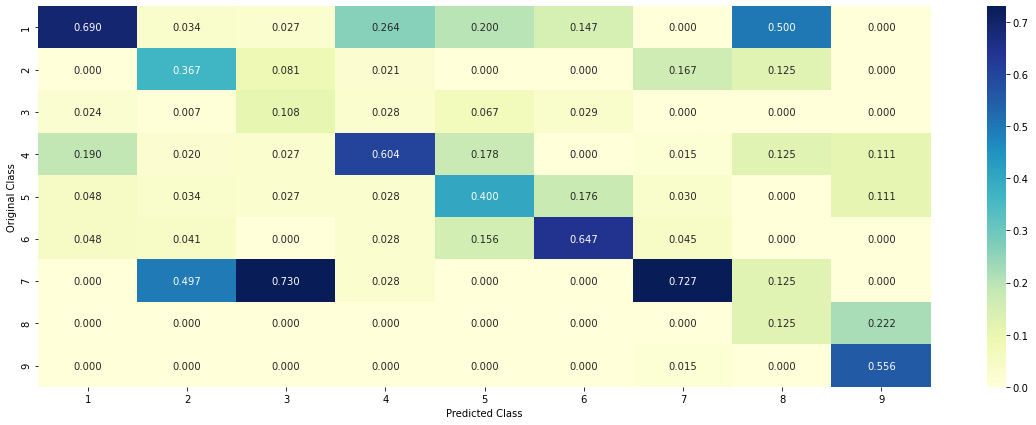 1 0.690 0.034 0.027 0.264 0.200 0.147 0.000 0.500 0.000
2 0.000 0.367 0.081 0.021 0.000 0.000 0.167 0.125 0.000
3 0.024 0.007 0.108 0.028 0.067 0.029 0.000 0.000 0.000
4 0.190 0.020 0.027 0.604 0.178 0.000 0.015 0.125 0.111
5 0.048 0.034 0.027 0.028 0.400 0.176 0.030 0.000 0.111
6 0.048 0.041 0.000 0.028 0.156 0.647 0.045 0.000 0.000
7 0.000 0.497 0.730 0.028 0.000 0.000 0.727 0.125 0.000
8 0.000 0.000 0.000 0.000 0.000 0.000 0.000 0.125 0.222
9 0.000 0.000 0.000 0.000 0.000 0.000 0.015 0.000 0.556
1 2 3 4 5 6 7 8 9
Predicted Class
Original Class
0.7
0.6
0.5
0.4
0.3
0.2
0.1
0.0